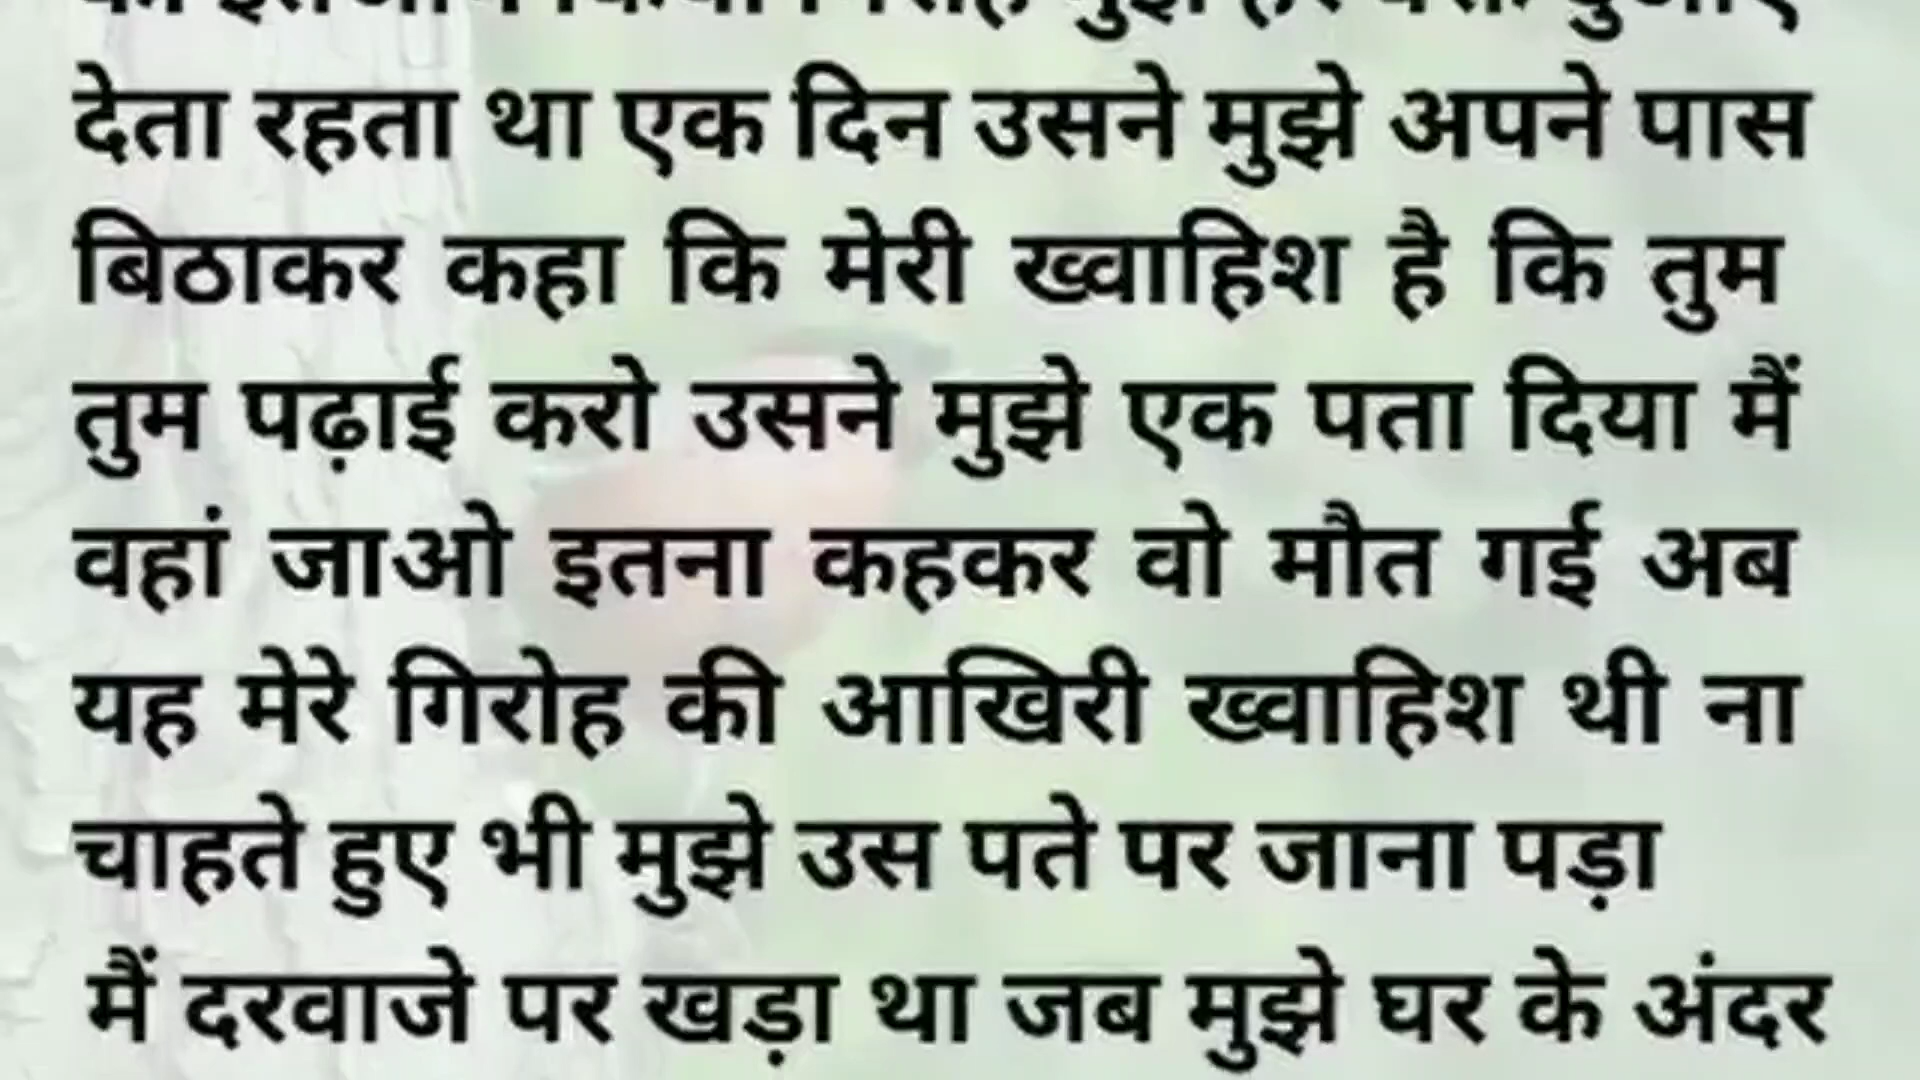 देता रहता था एक दिन उसने मुझे अपने पास
बिठाकर कहा कि मेरी ख्वाहिश है कि तुम
तुम पढ़ाई करो उसने मुझे एक पता दिया मैं
वहां जाओ इतना कहकर वो मौत गई अब
यह मेरे गिरोह की आखिरी ख्वाहिश थी ना
चाहते हुए भी मुझे उस पते पर जाना पड़ा
मैं दरवाजे पर खड़ा था जब मुझे घर के अंदर